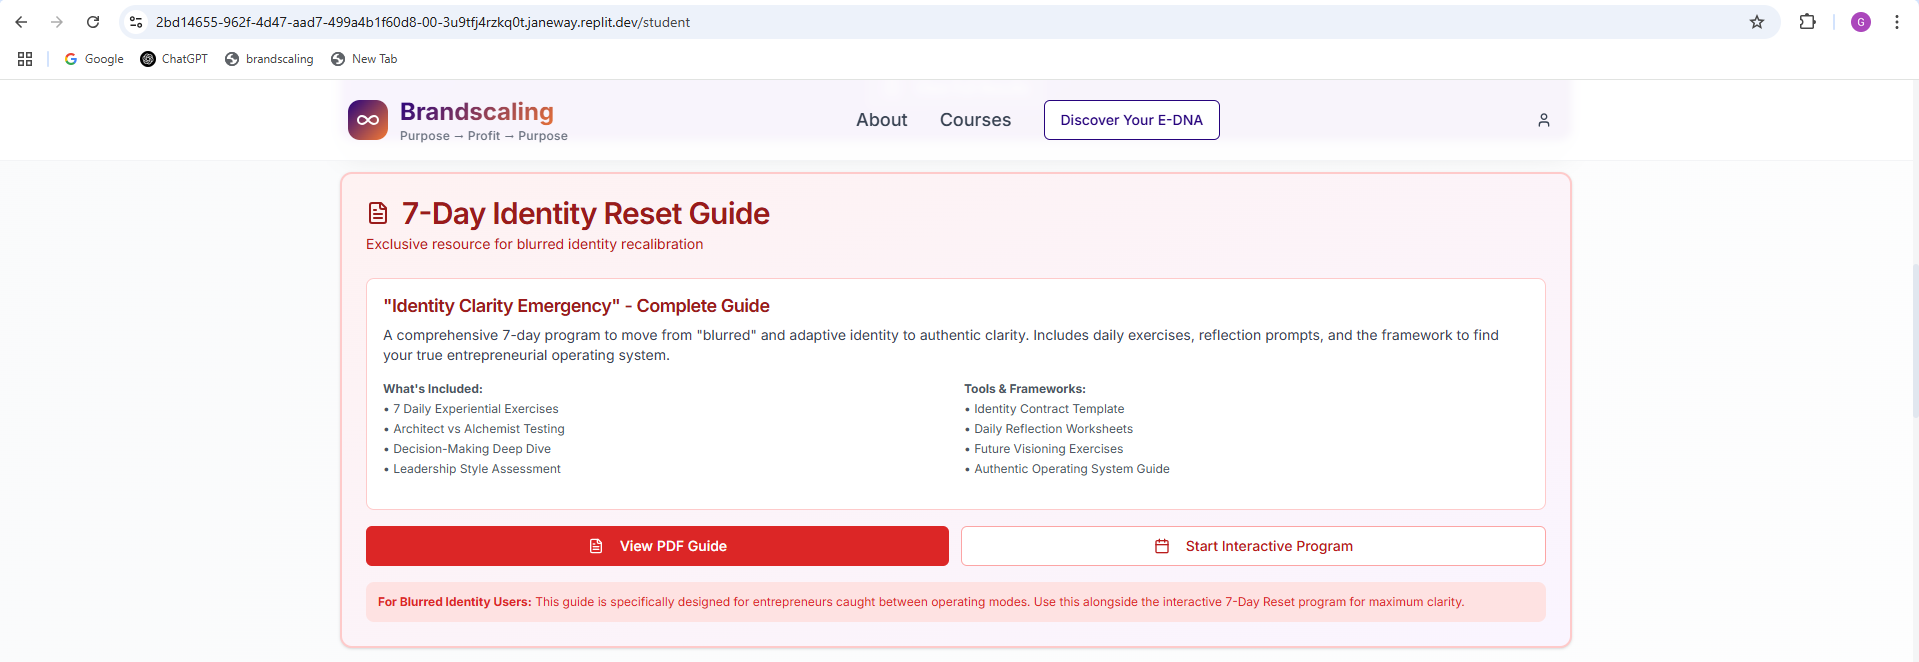 2bd14655-962f-4d47-aad7-499a4b1f60d8-00-3u9tfj4rzkq0t.janeway.replit.dev/student
G
Google
ChatGPT
brandscaling
New Tab
Brandscaling
Purpose → Profit → Purpose
About
Courses
Discover Your E-DNA
7-Day Identity Reset Guide
Exclusive resource for blurred identity recalibration
"Identity Clarity Emergency" - Complete Guide
A comprehensive 7-day program to move from "blurred" and adaptive identity to authentic clarity. Includes daily exercises, reflection prompts, and the framework to find
your true entrepreneurial operating system.
What's Included:
• 7 Daily Experiential Exercises
• Architect vs Alchemist Testing
• Decision-Making Deep Dive
• Leadership Style Assessment
Tools & Frameworks:
• Identity Contract Template
• Daily Reflection Worksheets
• Future Visioning Exercises
• Authentic Operating System Guide
View PDF Guide
Start Interactive Program
For Blurred Identity Users: This guide is specifically designed for entrepreneurs caught between operating modes. Use this alongside the interactive 7-Day Reset program for maximum clarity.